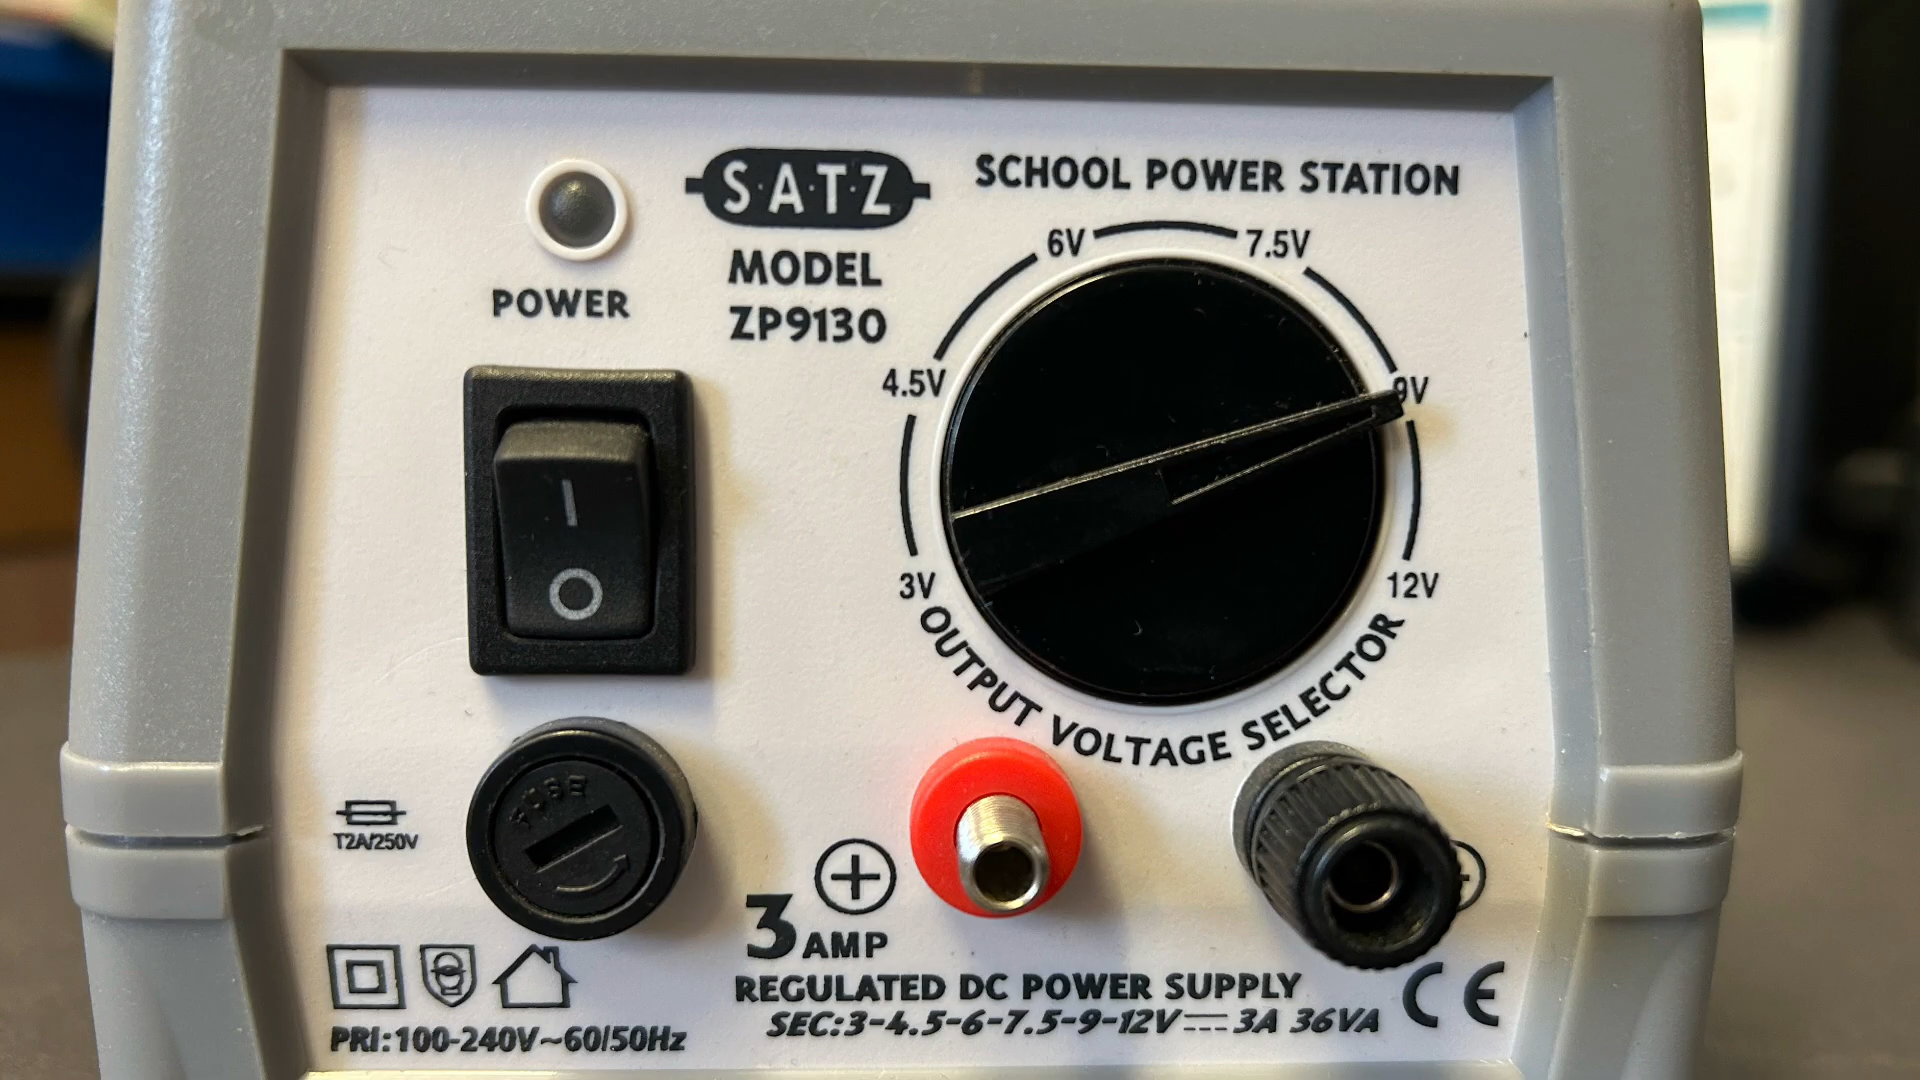 S·A·T·Z
SCHOOL POWER STATION
MODEL
ZP9130
POWER
6V
7.5V
4.5V
9V
3V
12V
OUTPUT VOLTAGE SELECTOR
I
O
FUSE
T2A/250V
3 AMP
REGULATED DC POWER SUPPLY
SEC:3-4.5-6-7.5-9-12V⎓3A 36VA
CE
PRI:100-240V~60/50Hz